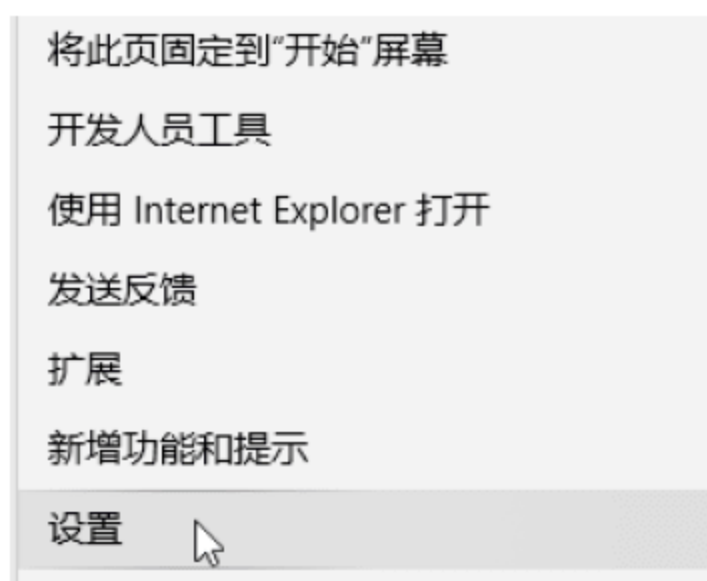 将此页固定到“开始”屏幕
开发人员工具
使用 Internet Explorer 打开
发送反馈
扩展
新增功能和提示
设置